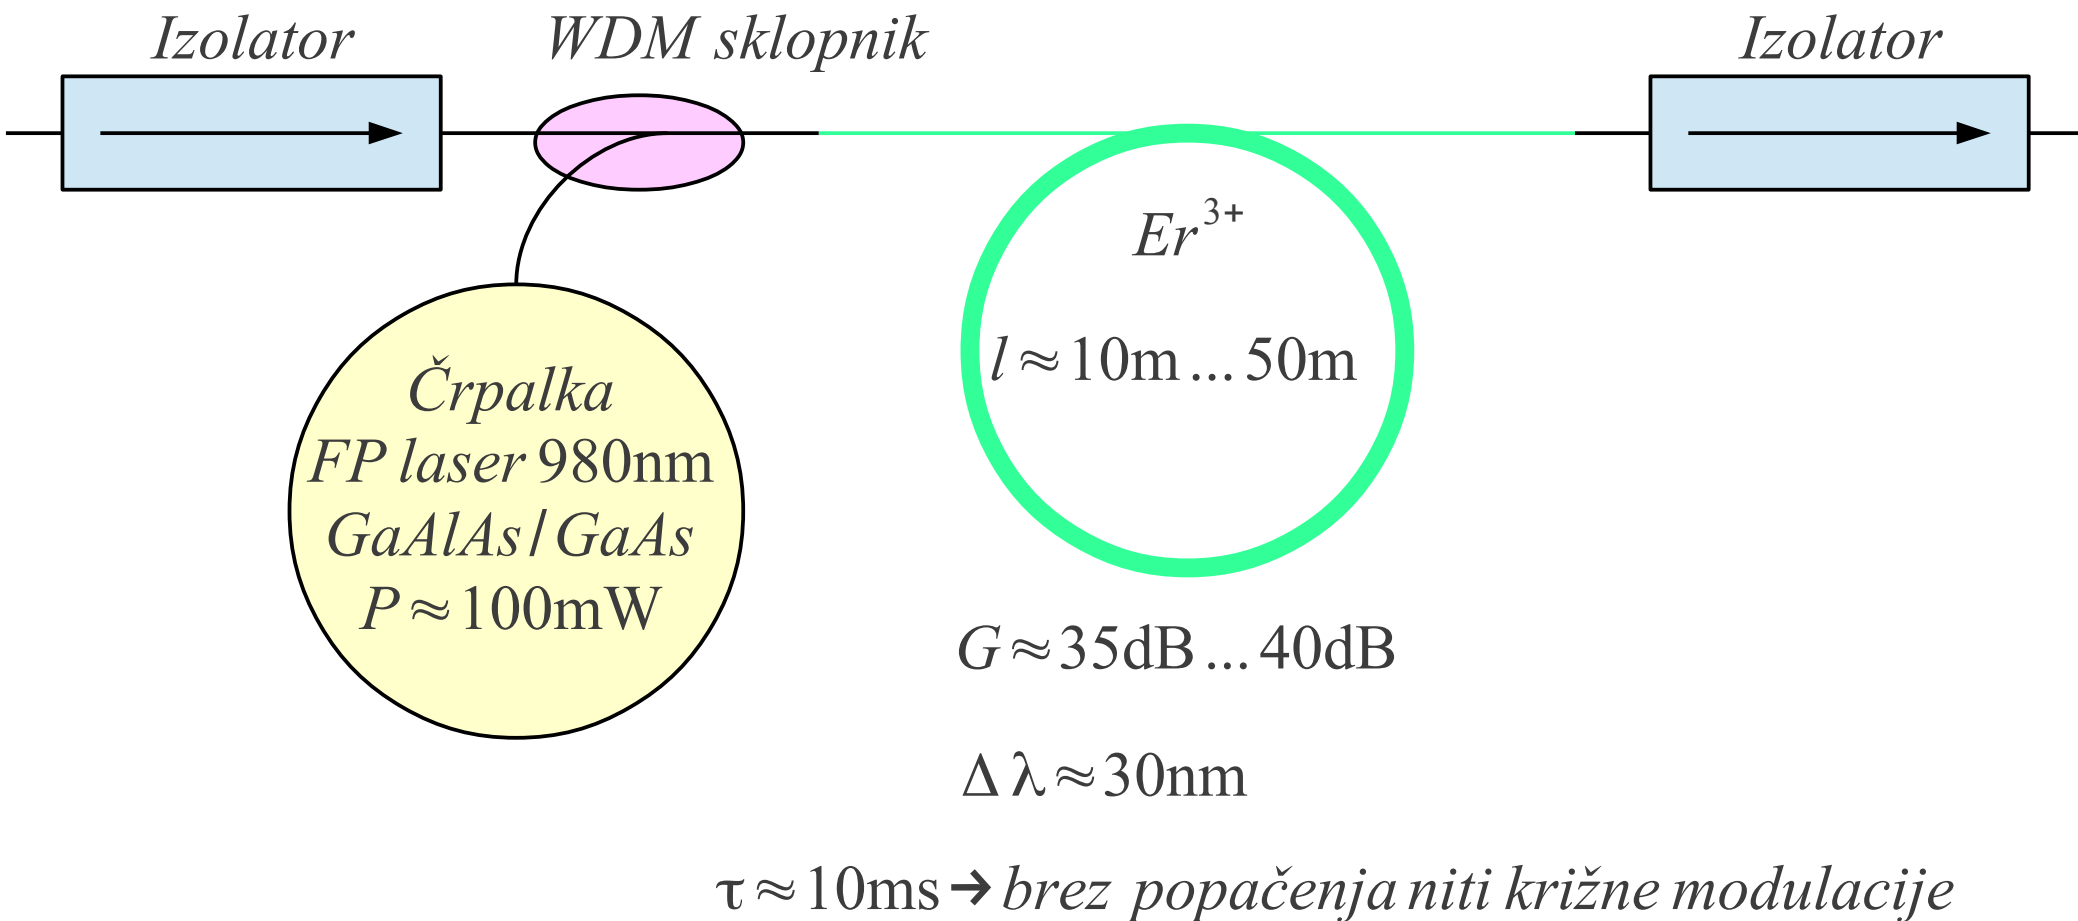 Izolator
WDM sklopnik
Izolator
Er³⁺
l≈10m...50m
Črpalka
FP laser 980nm
GaAlAs/GaAs
P≈100mW
G≈35dB...40dB
Δλ≈30nm
τ≈10ms→brez popačenja niti križne modulacije